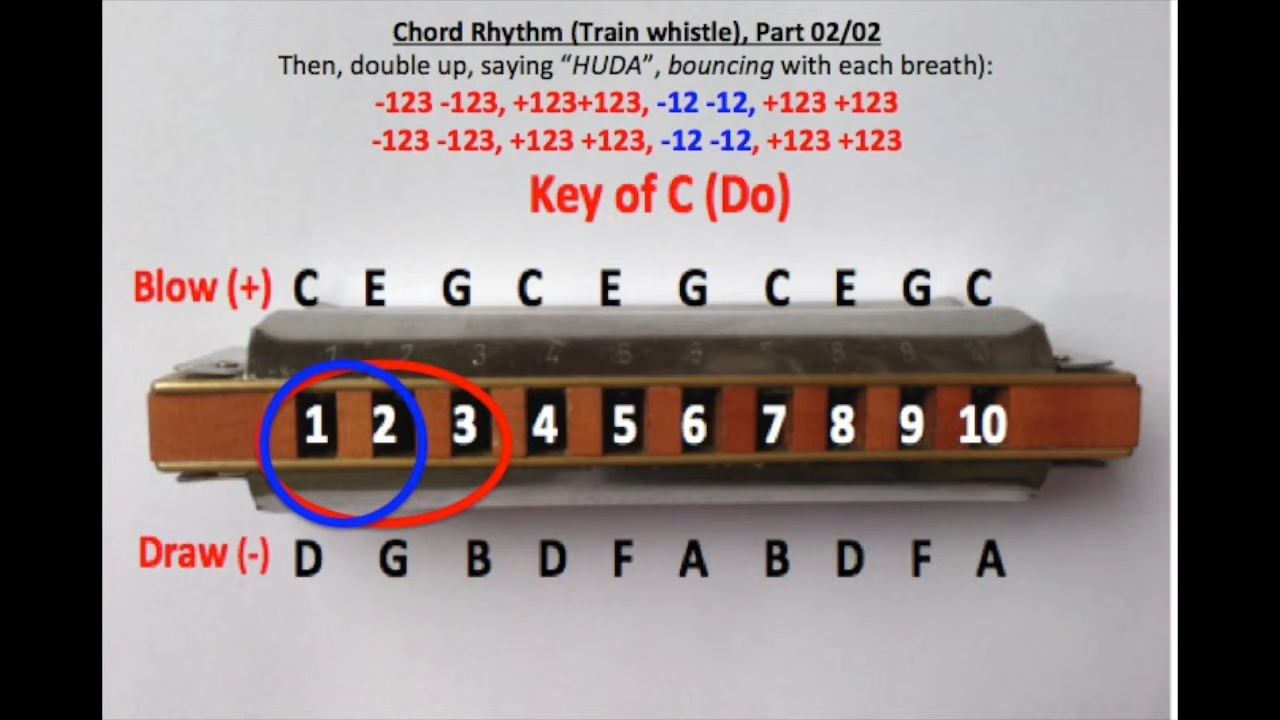 Chord Rhythm (Train whistle), Part 02/02
Then, double up, saying “HUDA”, bouncing with each breath):
-123 -123, +123+123, -12 -12, +123 +123
-123 -123, +123 +123, -12 -12, +123 +123
Key of C (Do)
Blow (+) C E G C E G C E G C
1 2 3 4 5 6 7 8 9 10
Draw (-) D G B D F A B D F A